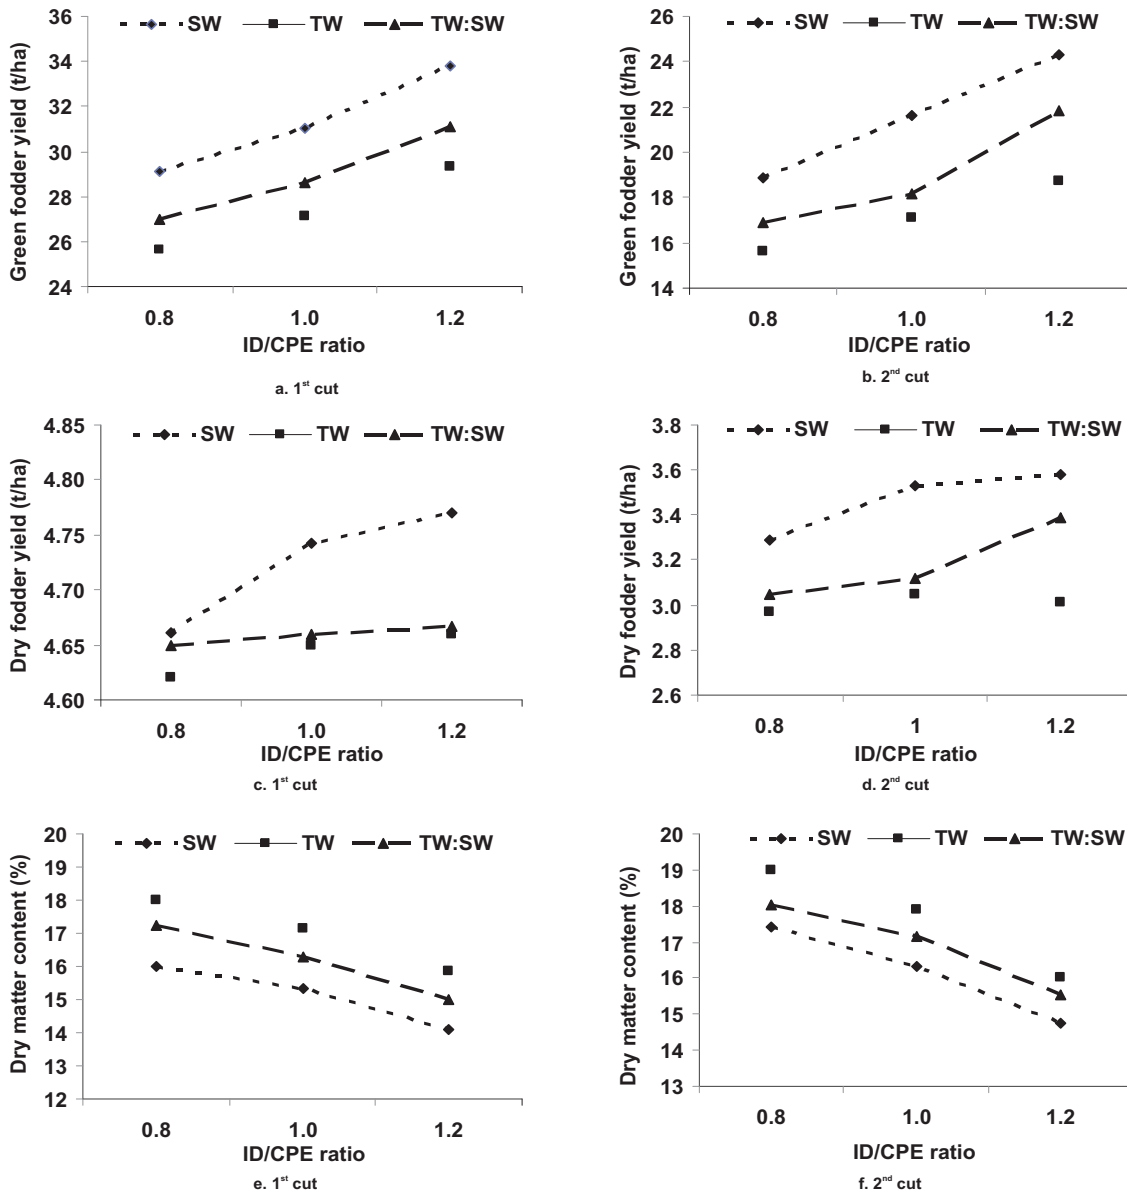 SW TW TW:SW
Green fodder yield (t/ha)
36
34
32
30
28
26
24
0.8 1.0 1.2
ID/CPE ratio
a. 1st cut
SW TW TW:SW
Green fodder yield (t/ha)
26
24
22
20
18
16
14
0.8 1.0 1.2
ID/CPE ratio
b. 2nd cut
SW TW TW:SW
Dry fodder yield (t/ha)
4.85
4.80
4.75
4.70
4.65
4.60
0.8 1.0 1.2
ID/CPE ratio
c. 1st cut
SW TW TW:SW
Dry fodder yield (t/ha)
3.8
3.6
3.4
3.2
3.0
2.8
2.6
0.8 1 1.2
ID/CPE ratio
d. 2nd cut
SW TW TW:SW
Dry matter content (%)
20
19
18
17
16
15
14
13
12
0.8 1.0 1.2
ID/CPE ratio
e. 1st cut
SW TW TW:SW
Dry matter content (%)
20
19
18
17
16
15
14
13
0.8 1.0 1.2
ID/CPE ratio
f. 2nd cut